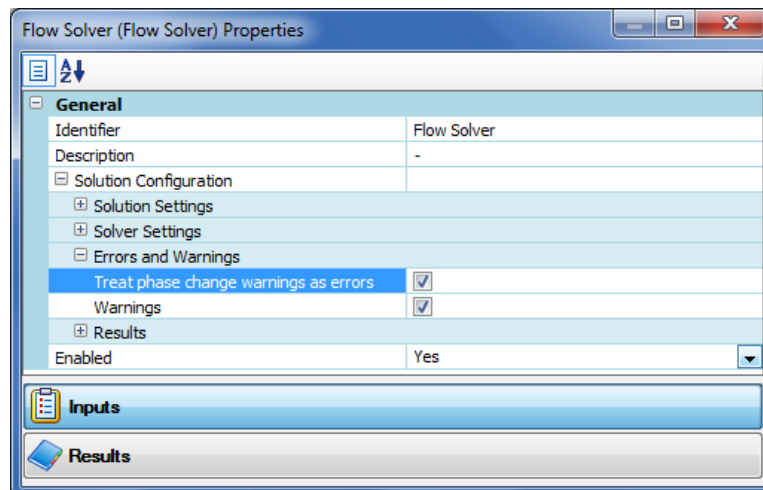 Flow Solver (Flow Solver) Properties
A
Z
General
Identifier Flow Solver
Description -
Solution Configuration
Solution Settings
Solver Settings
Errors and Warnings
Treat phase change warnings as errors
Warnings
Results
Enabled Yes
Inputs
Results